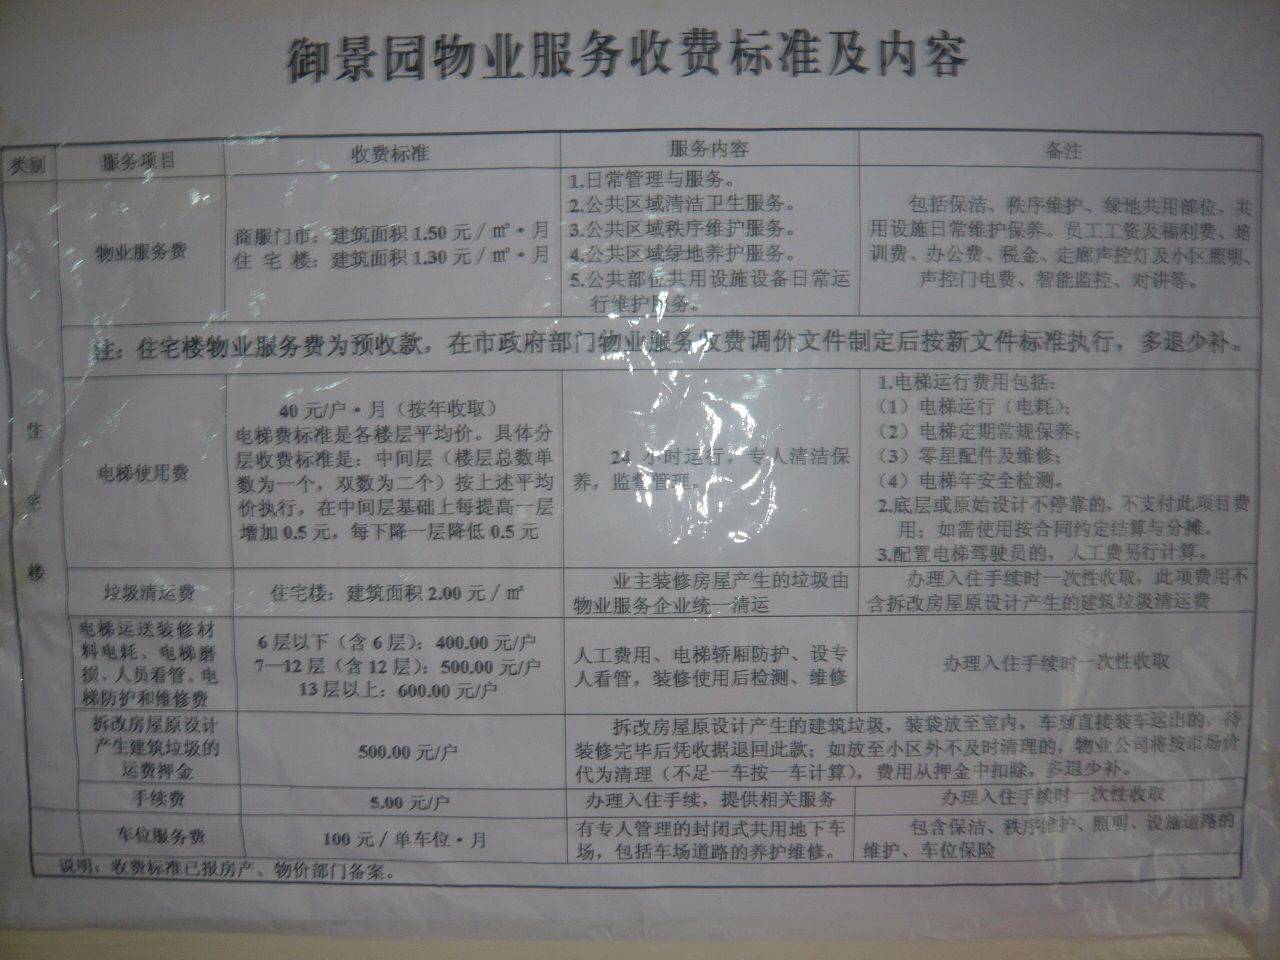 御景园物业服务收费标准及内容
类别 服务项目 收费标准 服务内容 备注
住宅楼
物业服务费
商服门市：建筑面积1.50元/㎡·月
住 宅 楼：建筑面积1.30元/㎡·月
1.日常管理与服务。
2.公共区域清洁卫生服务。
3.公共区域秩序维护服务。
4.公共区域绿地养护服务。
5.公共部位共用设施设备日常运
行维护服务。
包括保洁、秩序维护、绿地共用部位，共
用设施日常维护保养。员工工资及福利费、培
训费、办公费、税金、走廊声控灯及小区照明、
声控门电费、智能监控、对讲等。
注：住宅楼物业服务费为预收款，在市政府部门物业服务收费调价文件制定后按新文件标准执行，多退少补。
电梯使用费
40元/户·月（按年收取）
电梯费标准是各楼层平均价。具体分
层收费标准是：中间层（楼层总数单
数为一个，双数为二个）按上述平均
价执行，在中间层基础上每提高一层
增加0.5元，每下降一层降低0.5元
24 小时运行，专人清洁保
养，监督管理。
1.电梯运行费用包括：
（1）电梯运行（电耗）；
（2）电梯定期常规保养；
（3）零星配件及维修；
（4）电梯年安全检测。
2.底层或原始设计不停靠的，不支付此项目费
用；如需使用按合同约定结算与分摊。
3.配置电梯驾驶员的，人工费另行计算。
垃圾清运费
住宅楼：建筑面积2.00元/㎡
业主装修房屋产生的垃圾由
物业服务企业统一清运
办理入住手续时一次性收取，此项费用不
含拆改房屋原设计产生的建筑垃圾清运费
电梯运送装修材
料电耗、电梯磨
损、人员看管、电
梯防护和维修费
6层以下（含6层）：400.00元/户
7—12层（含12层）：500.00元/户
13层以上：600.00元/户
人工费用、电梯轿厢防护、设专
人看管，装修使用后检测、维修
办理入住手续时一次性收取
拆改房屋原设计
产生建筑垃圾的
运费押金
500.00元/户
拆改房屋原设计产生的建筑垃圾，装袋放至室内，车到直接装车运出的，待
装修完毕后凭收据退回此款；如放至小区外不及时清理的，物业公司将按市场价
代为清理（不足一车按一车计算），费用从押金中扣除，多退少补。
手续费
5.00元/户
办理入住手续，提供相关服务
办理入住手续时一次性收取
车位服务费
100元/单车位·月
有专人管理的封闭式共用地下车
场，包括车场道路的养护维修。
包含保洁、秩序维护、照明、设施道路的
维护、车位保险
说明：收费标准已报房产、物价部门备案。